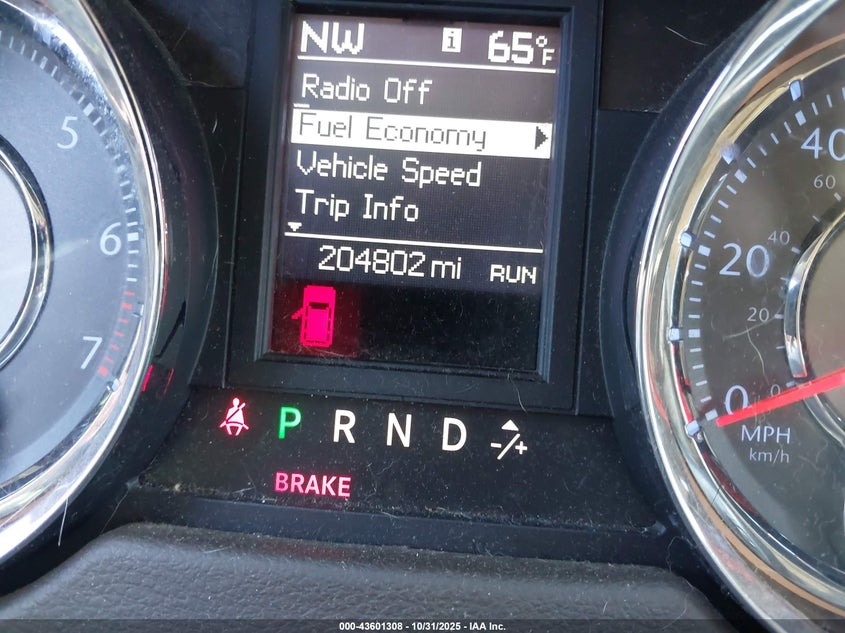 NW i 65°F
Radio Off
Fuel Economy
Vehicle Speed
Trip Info
204802 mi RUN
5
6
7
40
60
20
40
20
0
0
MPH
km/h
P R N D -/+
BRAKE
000-43601308 - 10/31/2025 - IAA Inc.